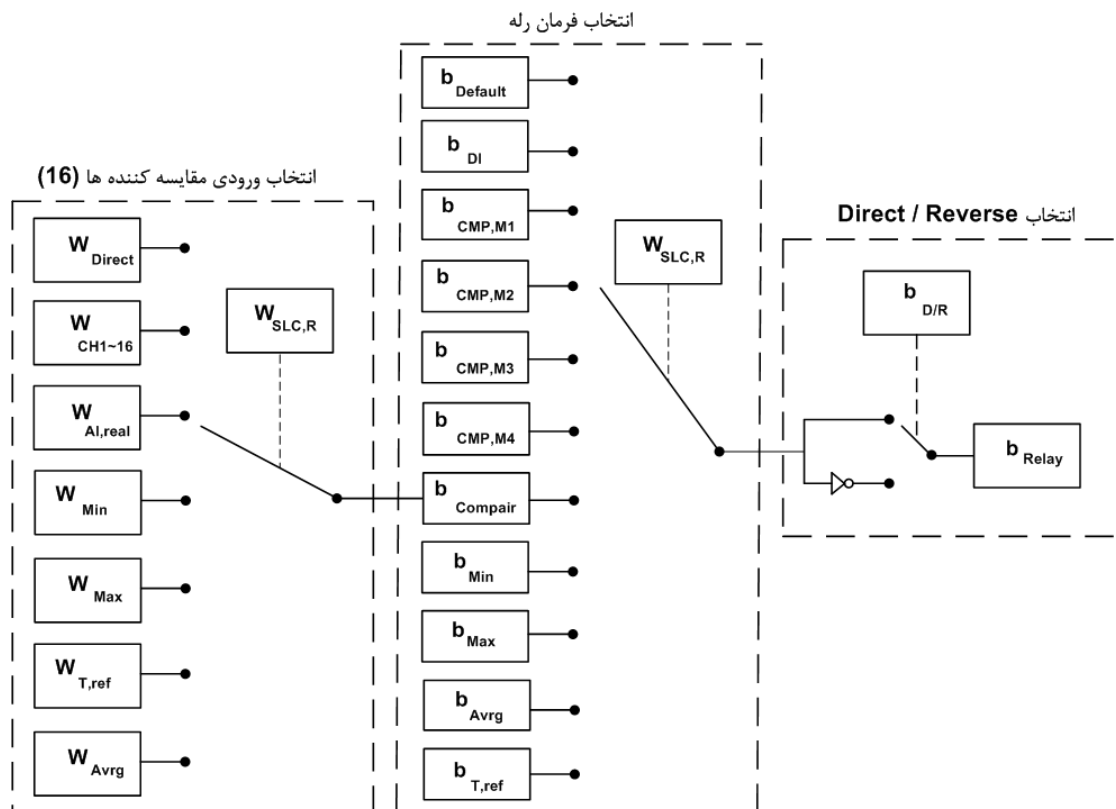 انتخاب فرمان رله
b Default
b DI
b CMP,M1
b CMP,M2
b CMP,M3
b CMP,M4
b Compair
b Min
b Max
b Avrg
b T,ref
W SLC,R
انتخاب ورودی مقایسه کننده ها (16)
W Direct
W CH1~16
W AI,real
W Min
W Max
W T,ref
W Avrg
W SLC,R
انتخاب Direct / Reverse
b D/R
b Relay